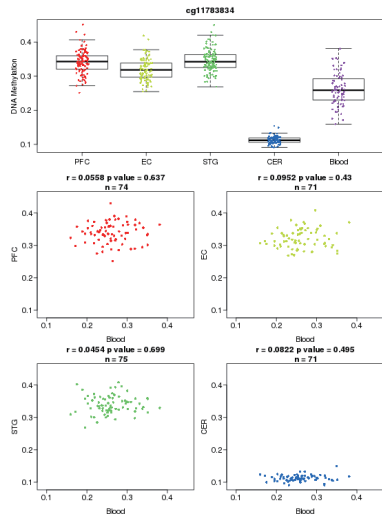 cg11783834
DNA Methylation
0.4
0.3
0.2
0.1
PFC EC STG CER Blood
r = 0.0558 p value = 0.637
n = 74
PFC
0.4
0.3
0.2
0.1
0.1 0.2 0.3 0.4
Blood
r = 0.0952 p value = 0.43
n = 71
EC
0.4
0.3
0.2
0.1
0.1 0.2 0.3 0.4
Blood
r = 0.0454 p value = 0.699
n = 75
STG
0.4
0.3
0.2
0.1
0.1 0.2 0.3 0.4
Blood
r = 0.0822 p value = 0.495
n = 71
CER
0.4
0.3
0.2
0.1
0.1 0.2 0.3 0.4
Blood